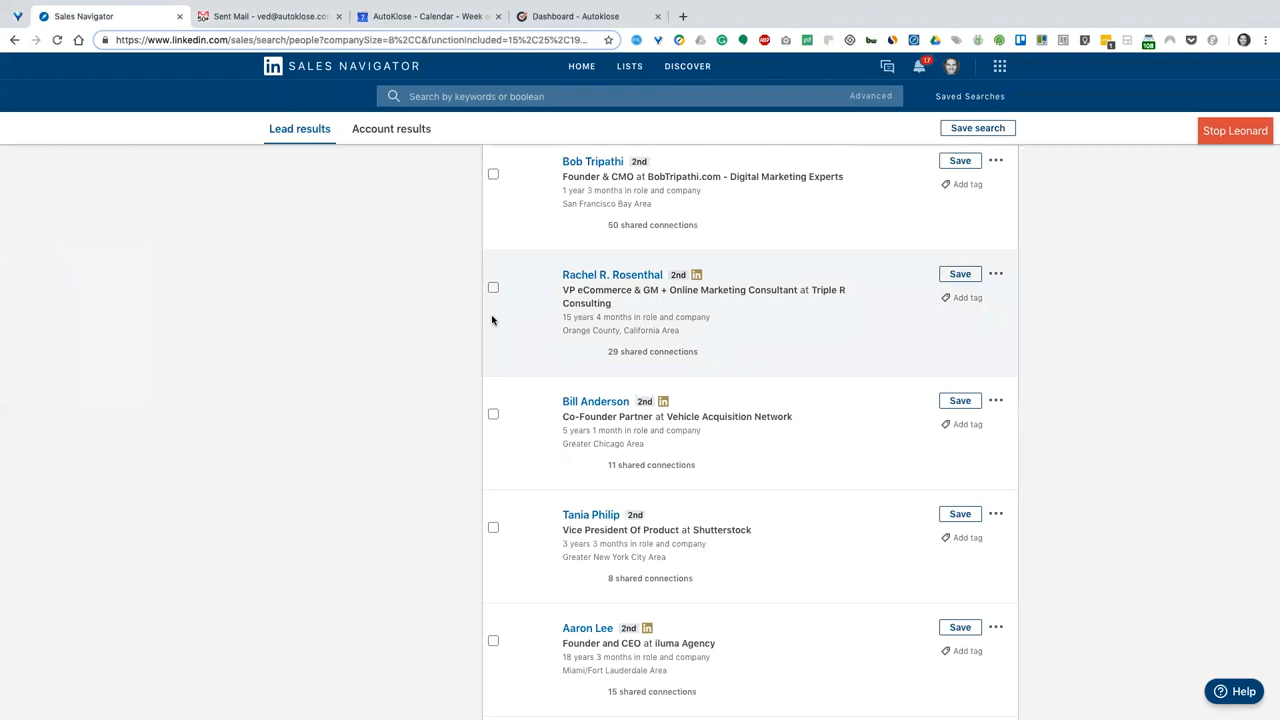 Sales Navigator
Sent Mail - ved@autoklose.co
AutoKlose - Calendar - Week
Dashboard - Autoklose
https://www.linkedin.com/sales/search/people?companySize=B%2CC&functionIncluded=15%2C25%2C19...
1
108
in SALES NAVIGATOR
HOME
LISTS
DISCOVER
17
Search by keywords or boolean
Advanced
Saved Searches
Lead results
Account results
Save search
Stop Leonard
Bob Tripathi 2nd
Save
Founder & CMO at BobTripathi.com - Digital Marketing Experts
Add tag
1 year 3 months in role and company
San Francisco Bay Area
50 shared connections
Rachel R. Rosenthal 2nd in
Save
VP eCommerce & GM + Online Marketing Consultant at Triple R
Consulting
Add tag
15 years 4 months in role and company
Orange County, California Area
29 shared connections
Bill Anderson 2nd in
Save
Co-Founder Partner at Vehicle Acquisition Network
Add tag
5 years 1 month in role and company
Greater Chicago Area
11 shared connections
Tania Philip 2nd
Save
Vice President Of Product at Shutterstock
Add tag
3 years 3 months in role and company
Greater New York City Area
8 shared connections
Aaron Lee 2nd in
Save
Founder and CEO at iluma Agency
Add tag
18 years 3 months in role and company
Miami/Fort Lauderdale Area
15 shared connections
Help